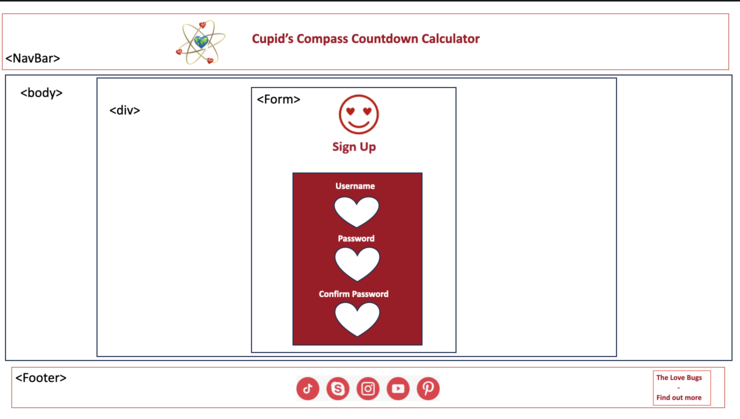 Cupid’s Compass Countdown Calculator
<NavBar>
<body>
<div>
<Form>
Sign Up
Username
Password
Confirm Password
<Footer>
The Love Bugs
-
Find out more